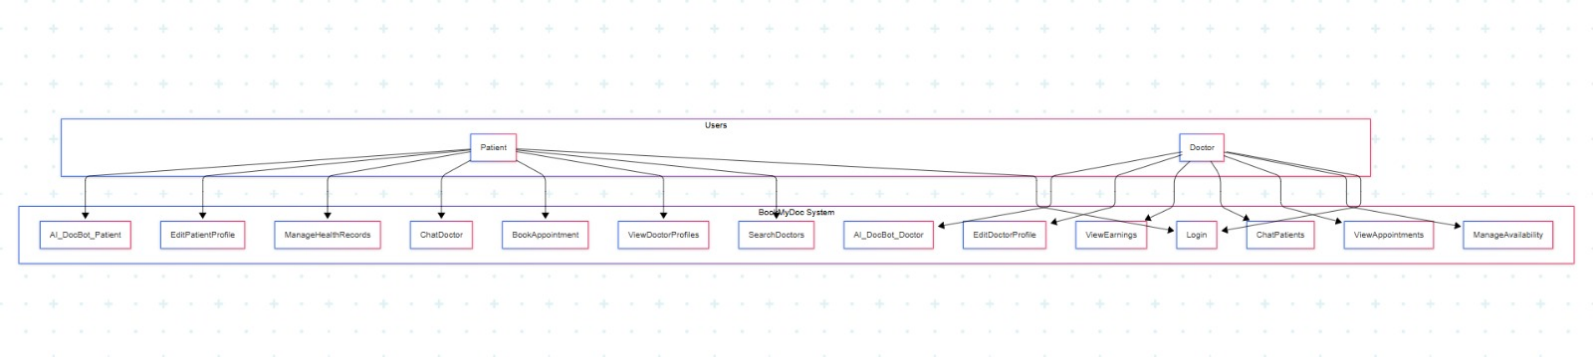 Users
Patient
Doctor
BookMyDoc System
AI_DocBot_Patient
EditPatientProfile
ManageHealthRecords
ChatDoctor
BookAppointment
ViewDoctorProfiles
SearchDoctors
AI_DocBot_Doctor
EditDoctorProfile
ViewEarnings
Login
ChatPatients
ViewAppointments
ManageAvailability